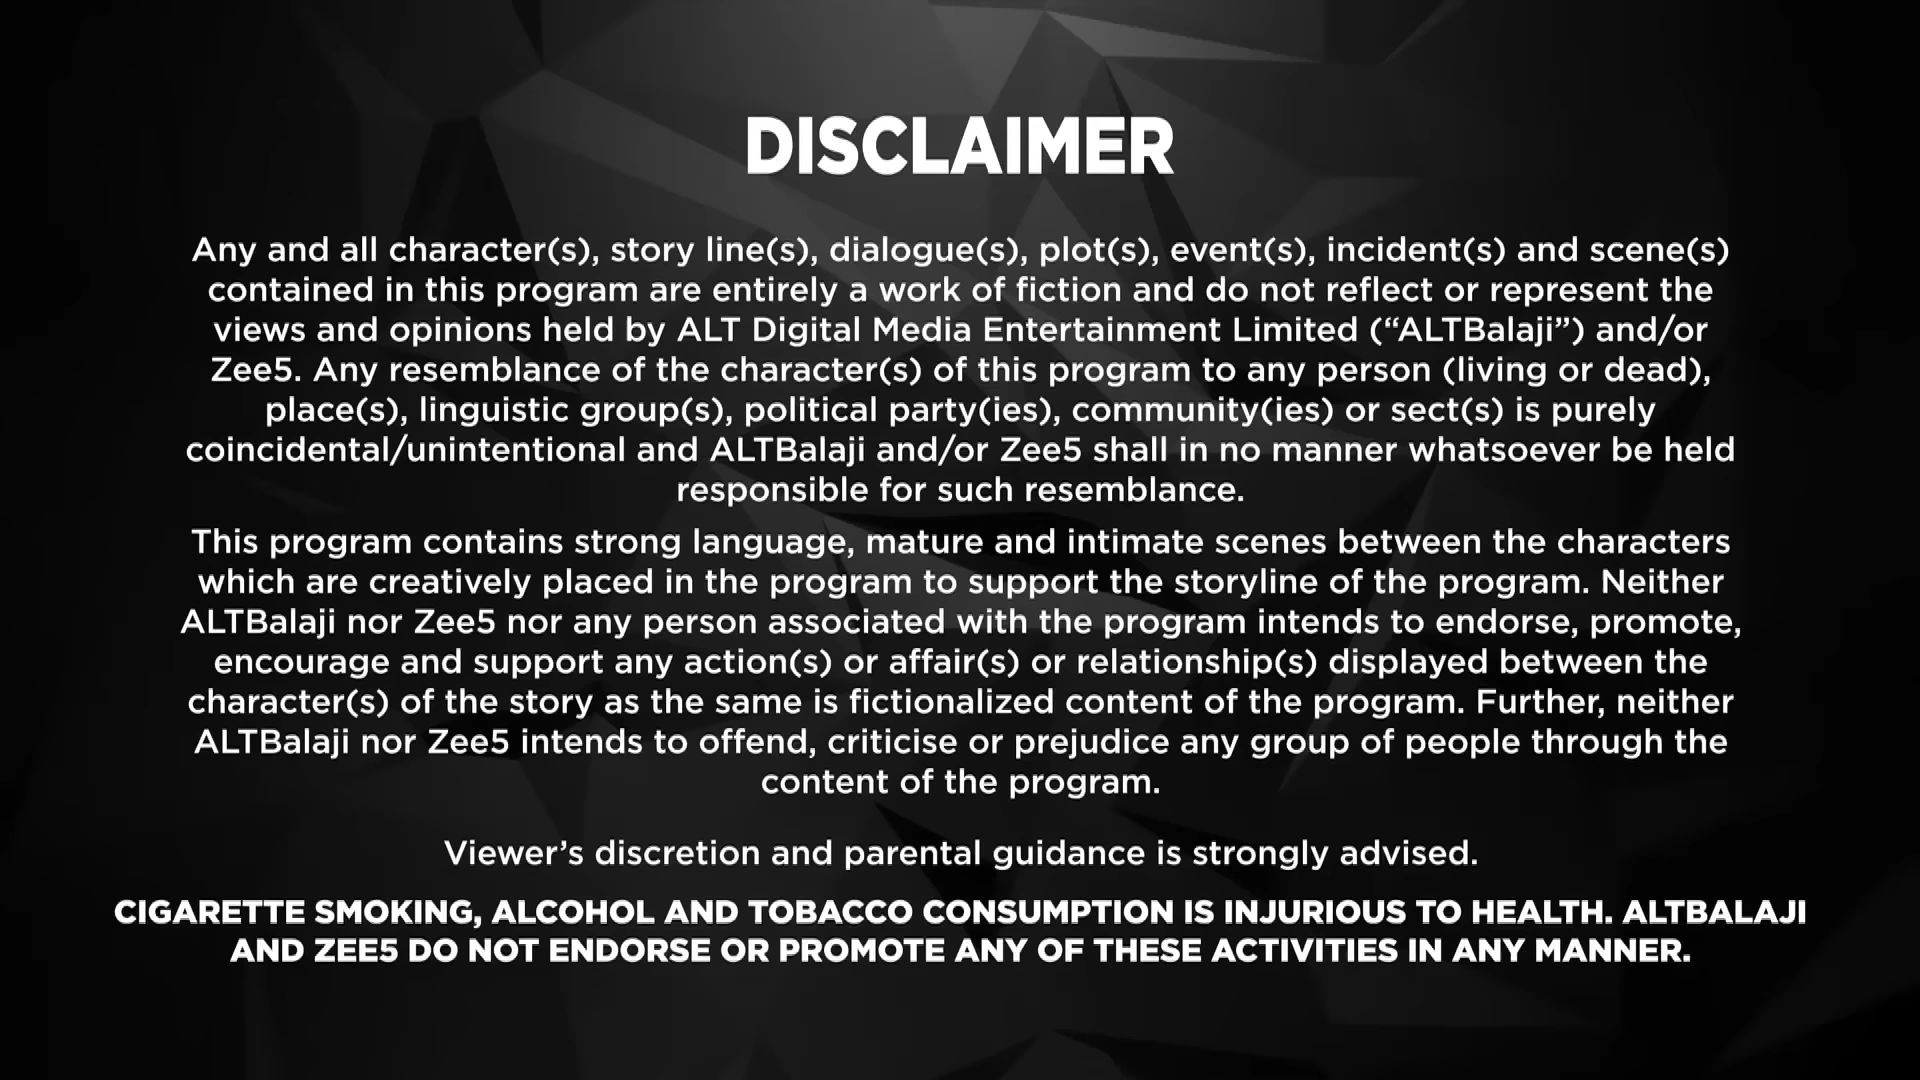 DISCLAIMER
Any and all character(s), story line(s), dialogue(s), plot(s), event(s), incident(s) and scene(s)
contained in this program are entirely a work of fiction and do not reflect or represent the
views and opinions held by ALT Digital Media Entertainment Limited (“ALTBalaji”) and/or
Zee5. Any resemblance of the character(s) of this program to any person (living or dead),
place(s), linguistic group(s), political party(ies), community(ies) or sect(s) is purely
coincidental/unintentional and ALTBalaji and/or Zee5 shall in no manner whatsoever be held
responsible for such resemblance.
This program contains strong language, mature and intimate scenes between the characters
which are creatively placed in the program to support the storyline of the program. Neither
ALTBalaji nor Zee5 nor any person associated with the program intends to endorse, promote,
encourage and support any action(s) or affair(s) or relationship(s) displayed between the
character(s) of the story as the same is fictionalized content of the program. Further, neither
ALTBalaji nor Zee5 intends to offend, criticise or prejudice any group of people through the
content of the program.
Viewer’s discretion and parental guidance is strongly advised.
CIGARETTE SMOKING, ALCOHOL AND TOBACCO CONSUMPTION IS INJURIOUS TO HEALTH. ALTBALAJI
AND ZEE5 DO NOT ENDORSE OR PROMOTE ANY OF THESE ACTIVITIES IN ANY MANNER.